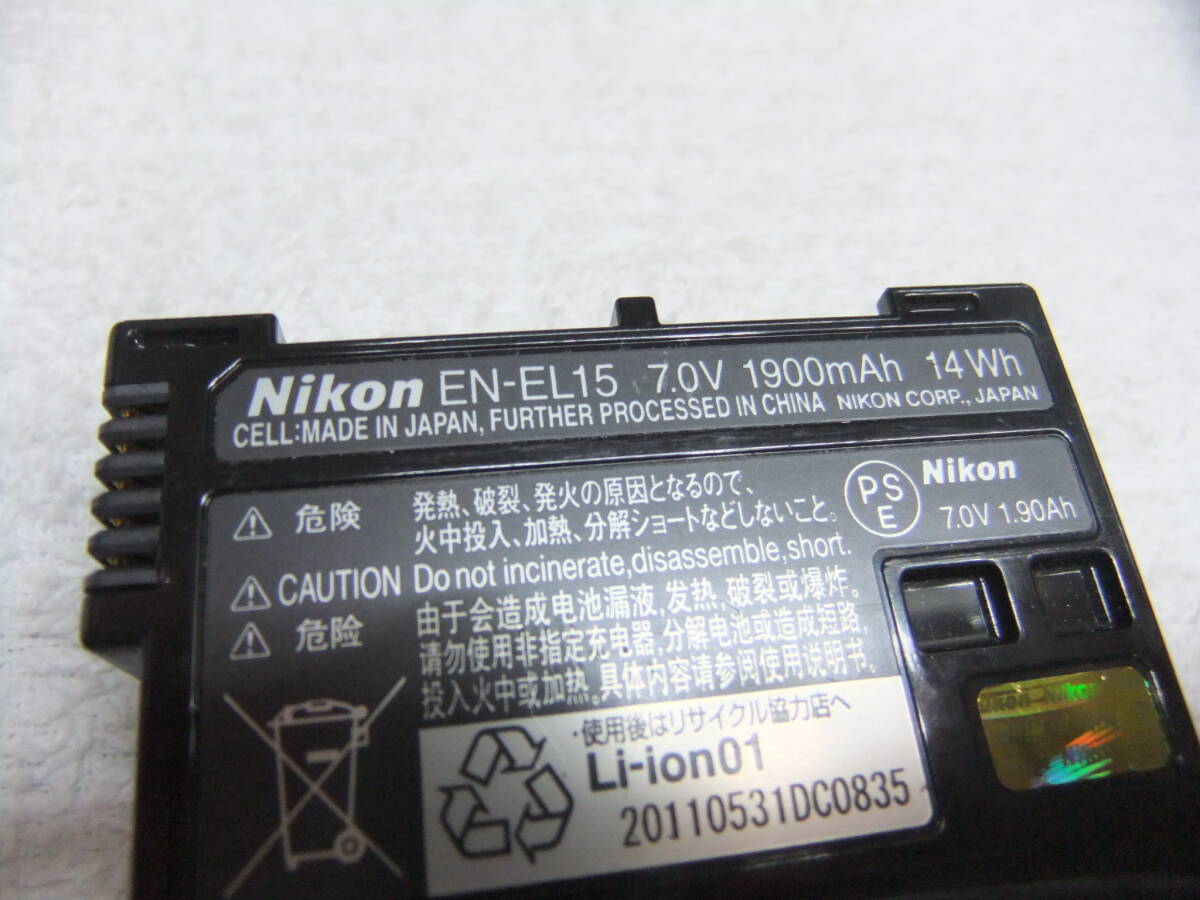 Nikon EN-EL15 7.0V 1900mAh 14Wh
CELL:MADE IN JAPAN, FURTHER PROCESSED IN CHINA NIKON CORP., JAPAN
危険
発熱、破裂、発火の原因となるので、
火中投入、加熱、分解ショートなどしないこと。
PS
E
Nikon
7.0V 1.90Ah
CAUTION Do not incinerate,disassemble,short.
危险
由于会造成电池漏液,发热,破裂或爆炸.
请勿使用非指定充电器,分解电池或造成短路,
投入火中或加热。具体内容请参阅使用说明书.
・使用後はリサイクル協力店へ
Li-ion01
20110531DC0835
Nikon